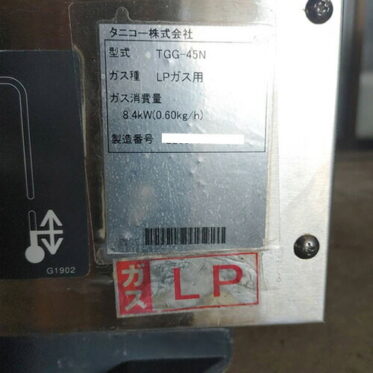 タニコー株式会社
型式 TGG-45N
ガス種 LPガス用
ガス消費量
8.4kW(0.60kg/h)
製造番号
G1902
ガス LP